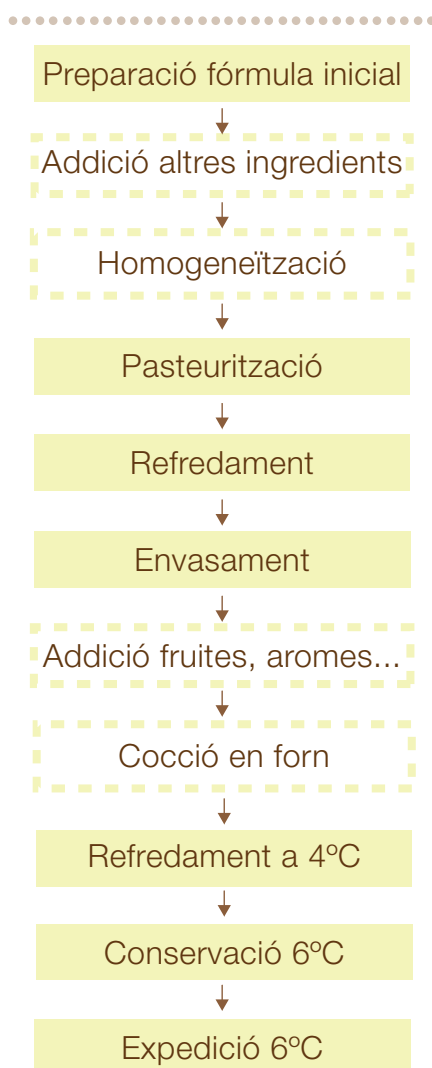 Preparació fórmula inicial
Addició altres ingredients
Homogeneïtzació
Pasteurització
Refredament
Envasament
Addició fruites, aromes...
Cocció en forn
Refredament a 4ºC
Conservació 6ºC
Expedició 6ºC